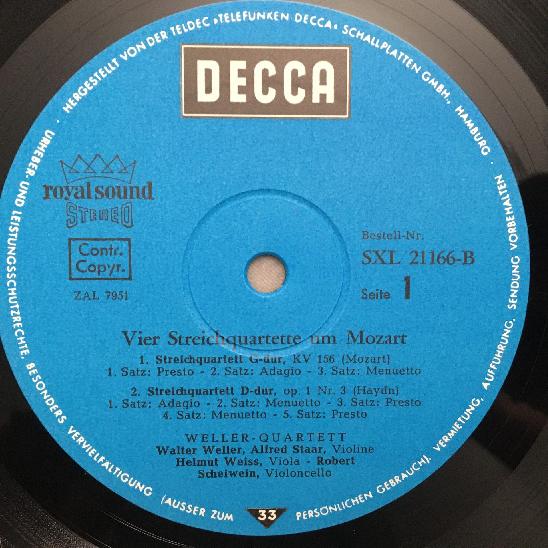 URHEBER- UND LEISTUNGSSCHUTZRECHTE, BESONDERS VERVIELFÄLTIGUNG (AUSSER ZUM PERSÖNLICHEN GEBRAUCH), VERMIETUNG, AUFFÜHRUNG, SENDUNG VORBEHALTEN · HERGESTELLT VON DER TELDEC »TELEFUNKEN DECCA« SCHALLPLATTEN GMBH., HAMBURG ·
DECCA
royal sound
STEREO
Contr.
Copyr.
ZAL 7951
Bestell-Nr.
SXL 21166-B
Seite 1
Vier Streichquartette um Mozart
1. Streichquartett G-dur, KV 156 (Mozart)
1. Satz: Presto - 2. Satz: Adagio - 3. Satz: Menuetto
2. Streichquartett D-dur, op. 1 Nr. 3 (Haydn)
1. Satz: Adagio - 2. Satz: Menuetto - 3. Satz: Presto
4. Satz: Menuetto - 5. Satz: Presto
WELLER-QUARTETT
Walter Weller, Alfred Staar, Violine
Helmut Weiss, Viola - Robert
Scheiwein, Violoncello
33